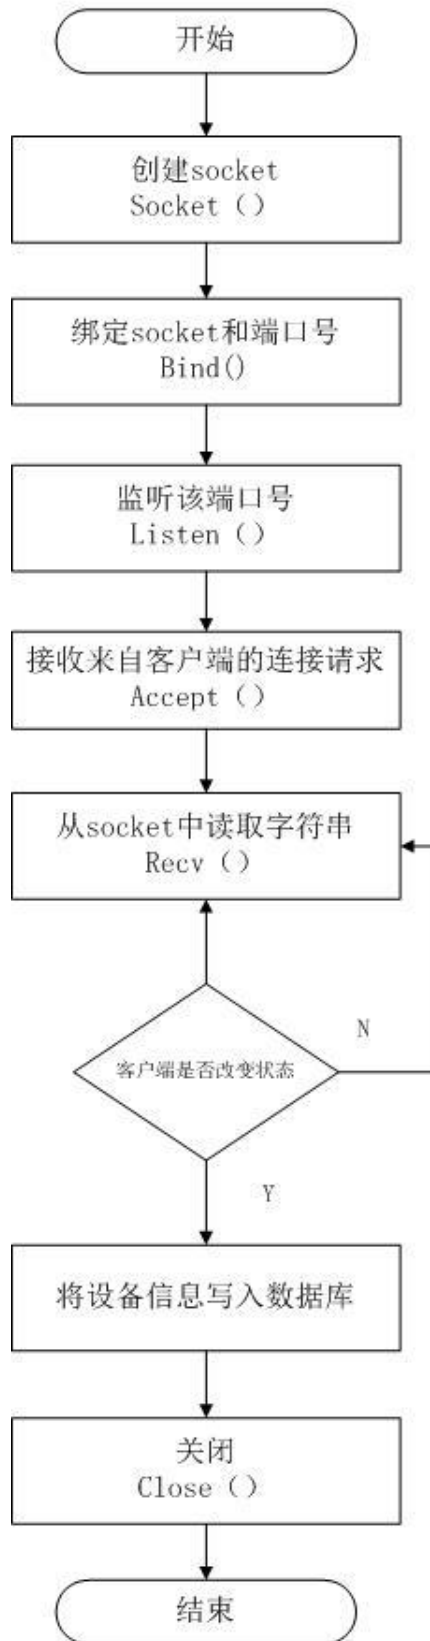 开始
创建socket
Socket（）
绑定socket和端口号
Bind()
监听该端口号
Listen（）
接收来自客户端的连接请求
Accept（）
从socket中读取字符串
Recv（）
N
客户端是否改变状态
Y
将设备信息写入数据库
关闭
Close（）
结束